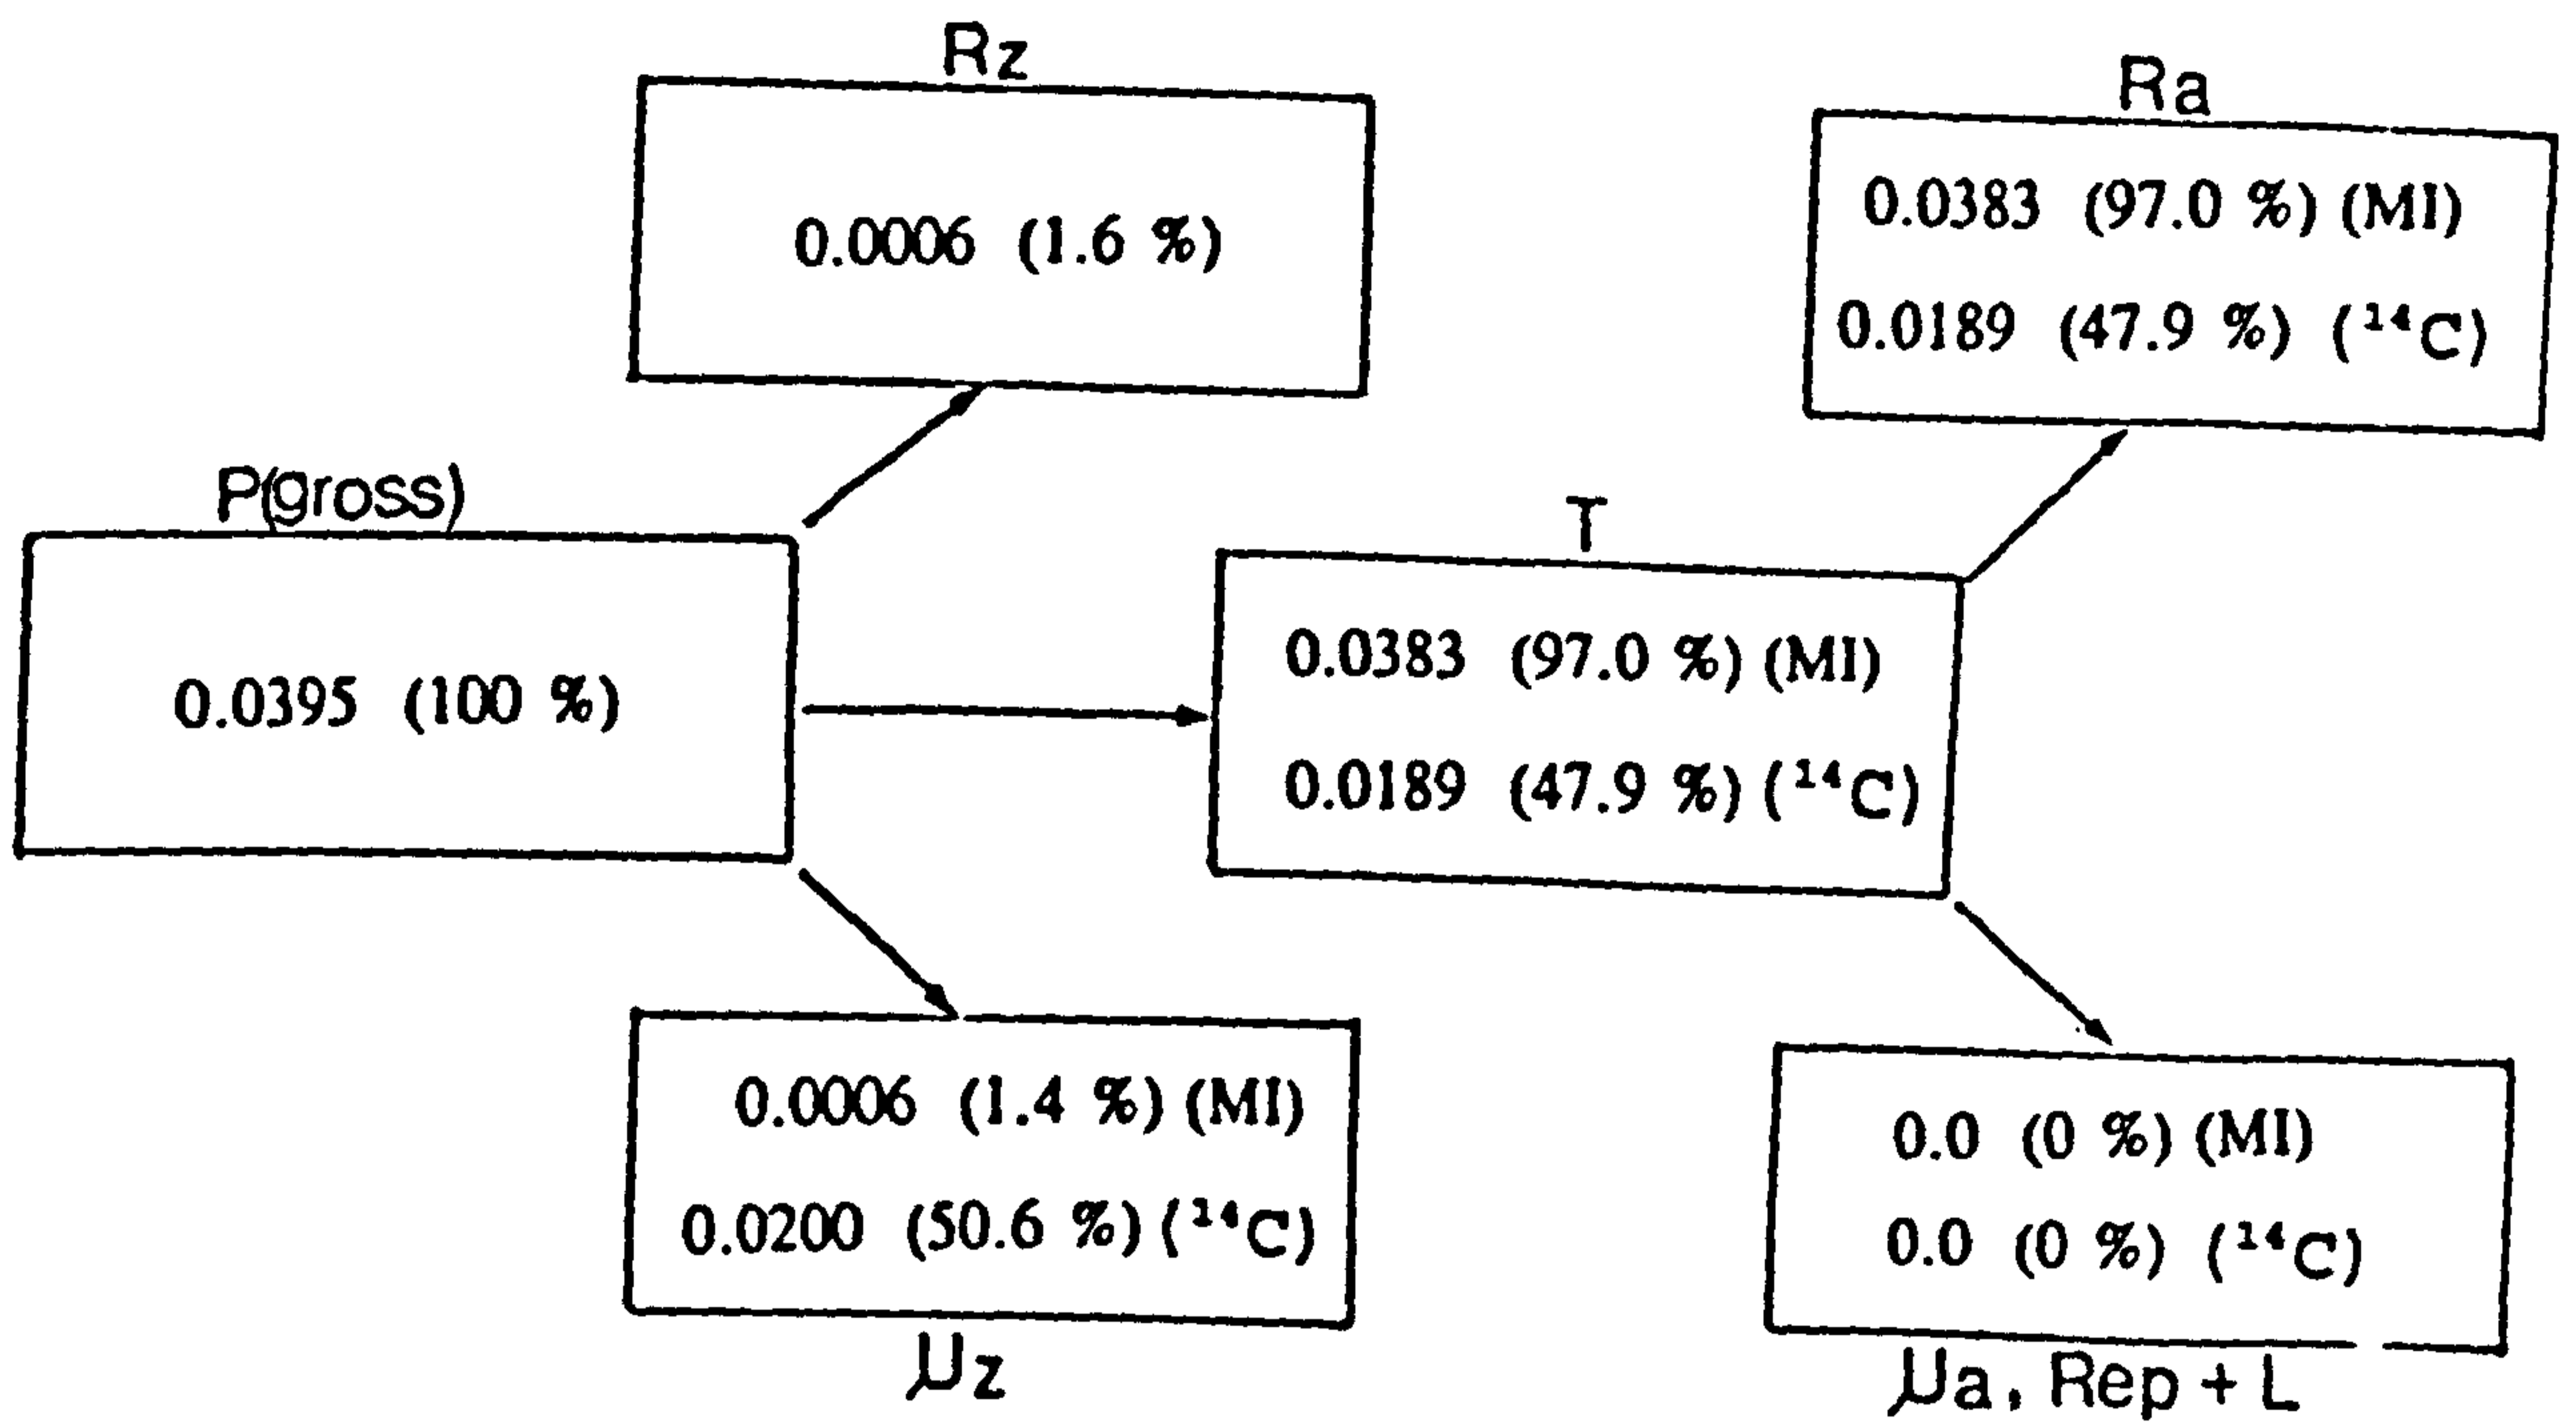 Rz
0.0006 (1.6 %)
Ra
0.0383 (97.0 %) (MI)
0.0189 (47.9 %) (¹⁴C)
P(gross)
0.0395 (100 %)
T
0.0383 (97.0 %) (MI)
0.0189 (47.9 %) (¹⁴C)
0.0006 (1.4 %) (MI)
0.0200 (50.6 %) (¹⁴C)
µz
0.0 (0 %) (MI)
0.0 (0 %) (¹⁴C)
µa, Rep + L